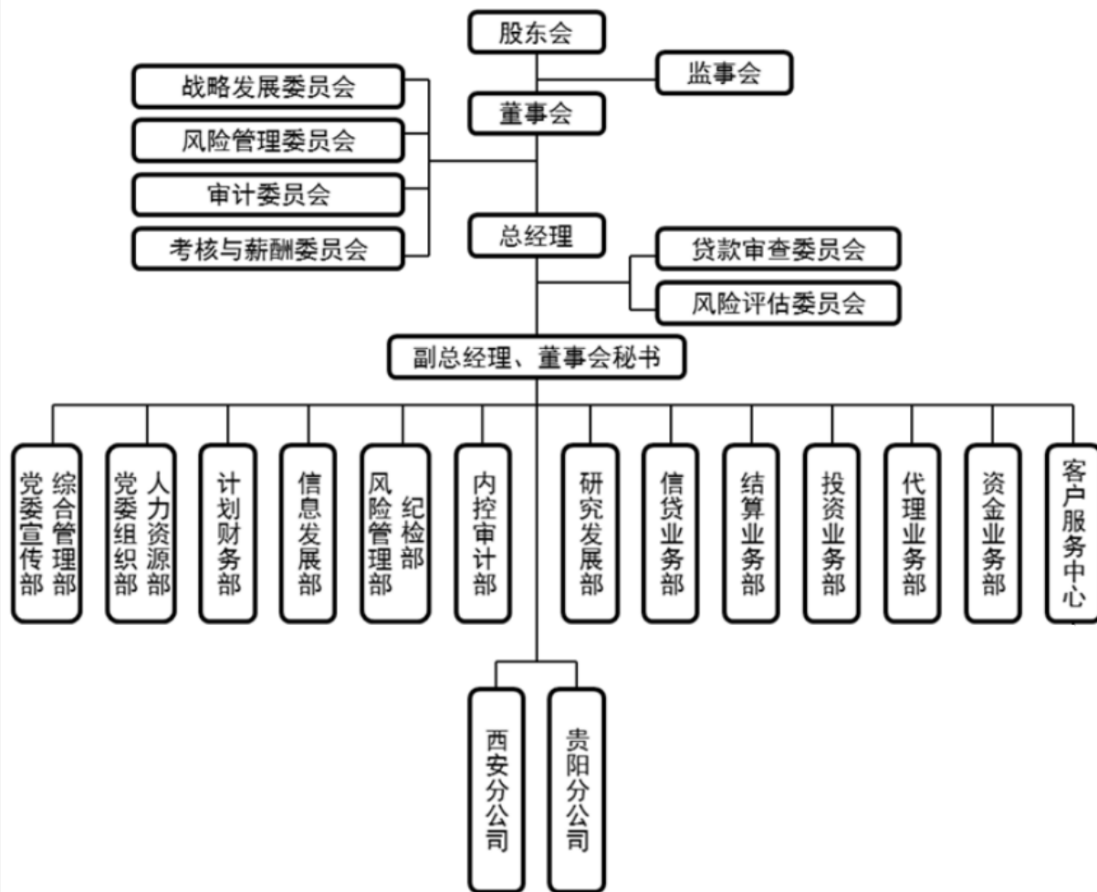 股东会
监事会
战略发展委员会
董事会
风险管理委员会
审计委员会
总经理
考核与薪酬委员会
贷款审查委员会
风险评估委员会
副总经理、董事会秘书
综合管理部
党委宣传部
人力资源部
党委组织部
计划财务部
信息发展部
纪检部
风险管理部
内控审计部
研究发展部
信贷业务部
结算业务部
投资业务部
代理业务部
资金业务部
客户服务中心
西安分公司
贵阳分公司